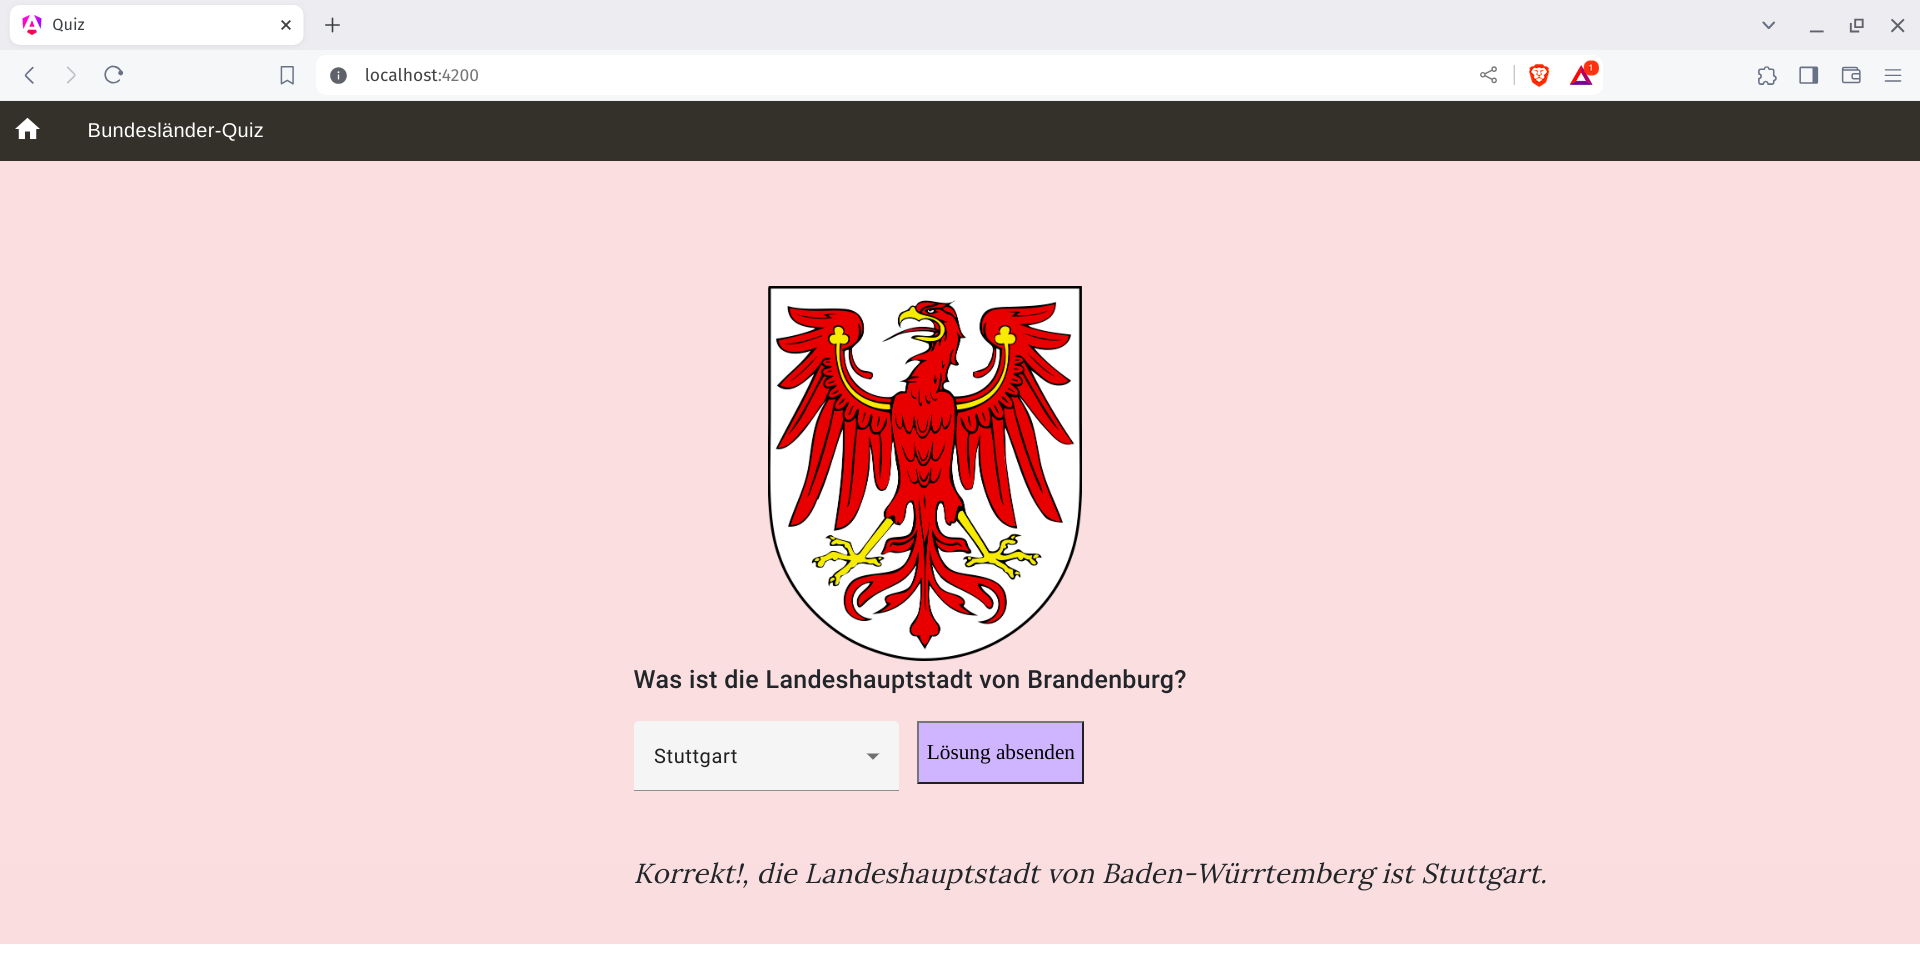 Quiz
localhost:4200
1
Bundesländer-Quiz
Was ist die Landeshauptstadt von Brandenburg?
Stuttgart
Lösung absenden
Korrekt!, die Landeshauptstadt von Baden-Würrtemberg ist Stuttgart.